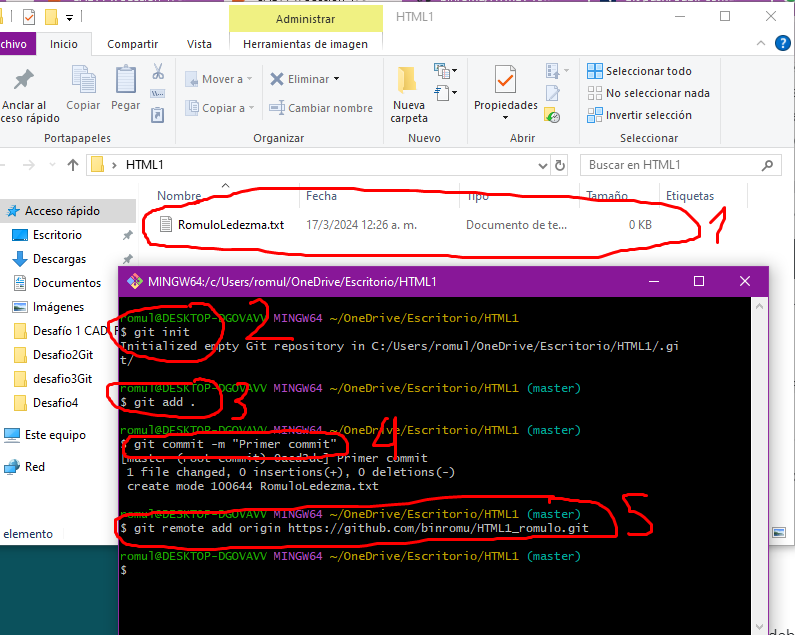 Administrar
HTML1
chivo
Inicio
Compartir
Vista
Herramientas de imagen
Anclar al
ceso rápido
Copiar
Pegar
Mover a
Copiar a
Eliminar
Cambiar nombre
Nueva
carpeta
Propiedades
Seleccionar todo
No seleccionar nada
Invertir selección
Portapapeles
Organizar
Nuevo
Abrir
Seleccionar
HTML1
Buscar en HTML1
Nombre
Fecha
Tipo
Tamaño
Etiquetas
RomuloLedezma.txt
17/3/2024 12:26 a. m.
Documento de te...
0 KB
1
Acceso rápido
Escritorio
Descargas
Documentos
Imágenes
Desafío 1 CAD
Desafio2Git
desafio3Git
Desafio4
Este equipo
Red
elemento
MINGW64:/c/Users/romul/OneDrive/Escritorio/HTML1
romul@DESKTOP-DGOVAVV MINGW64 ~/OneDrive/Escritorio/HTML1
$ git init
2
Initialized empty Git repository in C:/Users/romul/OneDrive/Escritorio/HTML1/.gi
t/
romul@DESKTOP-DGOVAVV MINGW64 ~/OneDrive/Escritorio/HTML1 (master)
$ git add .
3
romul@DESKTOP-DGOVAVV MINGW64 ~/OneDrive/Escritorio/HTML1 (master)
$ git commit -m "Primer commit"
4
[master (root-commit) Primer commit
1 file changed, 0 insertions(+), 0 deletions(-)
create mode 100644 RomuloLedezma.txt
romul@DESKTOP-DGOVAVV MINGW64 ~/OneDrive/Escritorio/HTML1 (master)
$ git remote add origin https://github.com/binromu/HTML1_romulo.git
5
romul@DESKTOP-DGOVAVV MINGW64 ~/OneDrive/Escritorio/HTML1 (master)
$